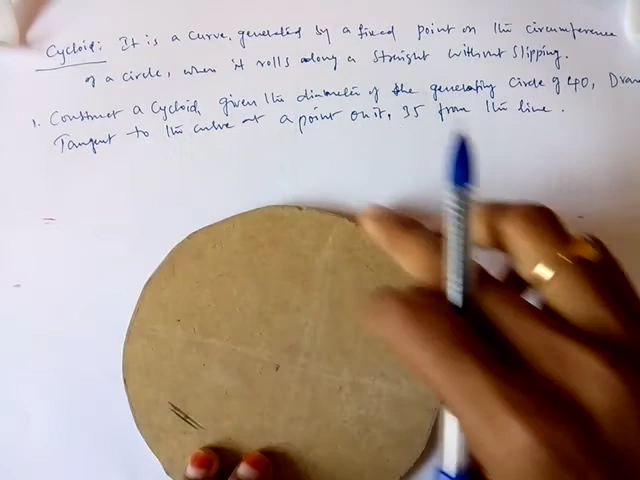 Cycloid: It is a curve, generated by a fixed point on the circumference
of a circle, when it rolls along a straight without slipping.
1. Construct a cycloid given the diameter of the generating circle of 40, Draw
Tangent to the curve at a point on it, 35 from the line.